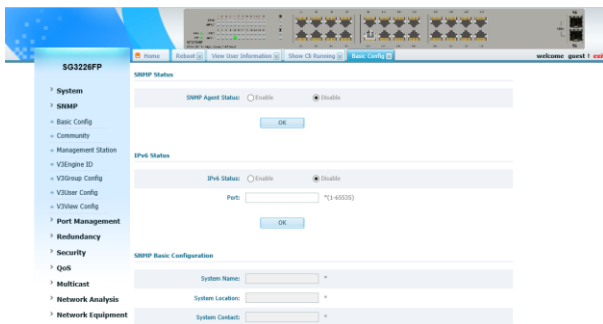 Home Reboot View User Information Show Cli Running Basic Config welcome guest !
SG3226FP
System
SNMP
Basic Config
Community
Management Station
V3Engine ID
V3Group Config
V3User Config
V3View Config
Port Management
Redundancy
Security
QoS
Multicast
Network Analysis
Network Equipment
SNMP Status
SNMP Agent Status: Enable Disable
OK
IPv6 Status
IPv6 Status: Enable Disable
Port: *(1-65535)
OK
SNMP Basic Configuration
System Name: *
System Location: *
System Contact: *